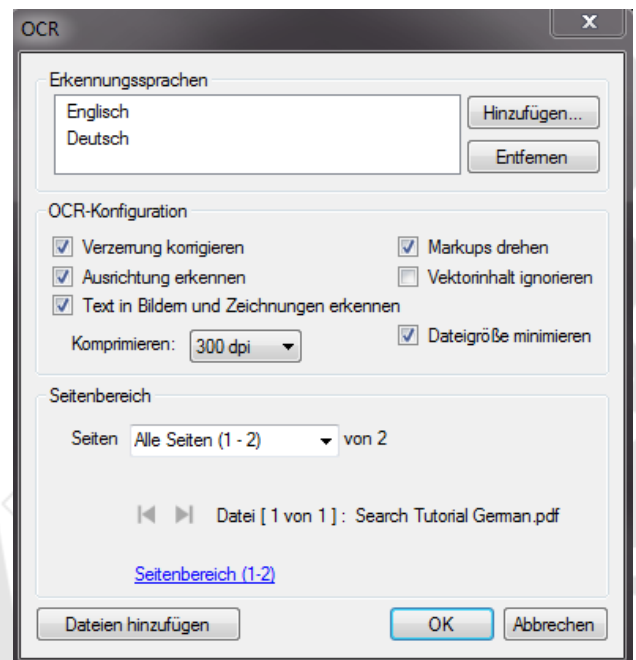 OCR
x
Erkennungssprachen
Englisch
Deutsch
Hinzufügen...
Entfernen
OCR-Konfiguration
Verzerrung korrigieren
Markups drehen
Ausrichtung erkennen
Vektorinhalt ignorieren
Text in Bildern und Zeichnungen erkennen
Komprimieren: 300 dpi
Dateigröße minimieren
Seitenbereich
Seiten Alle Seiten (1 - 2) von 2
Datei [ 1 von 1 ] : Search Tutorial German.pdf
Seitenbereich (1-2)
Dateien hinzufügen
OK
Abbrechen